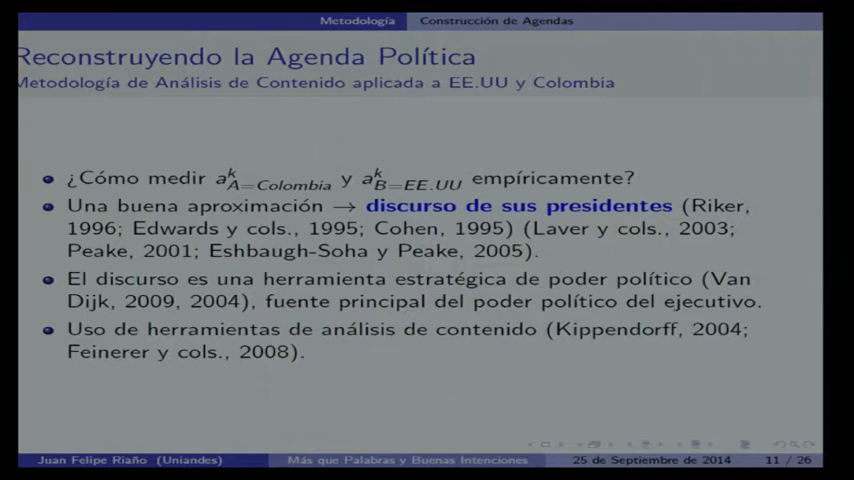 Metodología Construcción de Agendas
Reconstruyendo la Agenda Política
Metodología de Análisis de Contenido aplicada a EE.UU y Colombia
¿Cómo medir a^k_{A=Colombia} y a^k_{B=EE.UU} empíricamente?
Una buena aproximación → discurso de sus presidentes (Riker,
1996; Edwards y cols., 1995; Cohen, 1995) (Laver y cols., 2003;
Peake, 2001; Eshbaugh-Soha y Peake, 2005).
El discurso es una herramienta estratégica de poder político (Van
Dijk, 2009, 2004), fuente principal del poder político del ejecutivo.
Uso de herramientas de análisis de contenido (Kippendorff, 2004;
Feinerer y cols., 2008).
Juan Felipe Riaño (Uniandes) Más que Palabras y Buenas Intenciones 25 de Septiembre de 2014 11 / 26